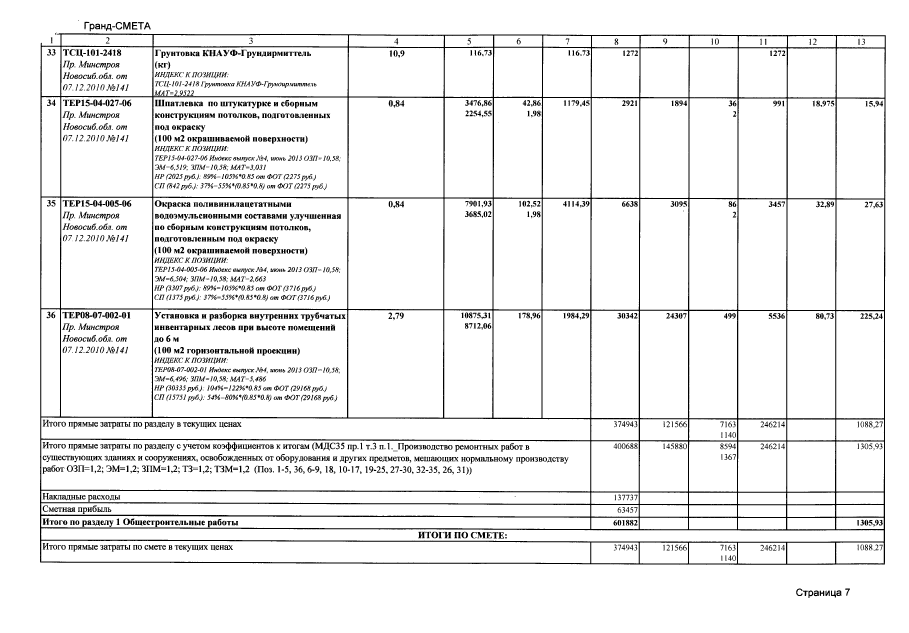 Гранд-СМЕТА
1 2 3 4 5 6 7 8 9 10 11 12 13
33 ТСЦ-101-2418 Грунтовка КНАУФ-Грундирмиттель 10,9 116,73 116.73 1272 1272
Пр. Минстроя (кг)
Новосиб.обл. от ИНДЕКС К ПОЗИЦИИ:
07.12.2010 №141 ТСЦ-101-2418 Грунтовка КНАУФ-Грундирмиттель
МАТ=2,9522
34 ТЕР15-04-027-06 Шпатлевка по штукатурке и сборным 0,84 3476,86 42,86 1179,45 2921 1894 36 991 18,975 15,94
Пр. Минстроя конструкциям потолков, подготовленных 2254,55 1,98 2
Новосиб.обл. от под окраску
07.12.2010 №141 (100 м2 окрашиваемой поверхности)
ИНДЕКС К ПОЗИЦИИ:
ТЕР15-04-027-06 Индекс выпуск №4, июнь 2013 ОЗП=10,58;
ЭМ=6,519; ЗПМ=10,58; МАТ=3,031
НР (2025 руб.): 89%=105%*0.85 от ФОТ (2275 руб.)
СП (842 руб.): 37%=55%*(0.85*0.8) от ФОТ (2275 руб.)
35 ТЕР15-04-005-06 Окраска поливинилацетатными 0,84 7901,93 102,52 4114,39 6638 3095 86 3457 32,89 27,63
Пр. Минстроя водоэмульсионными составами улучшенная 3685,02 1,98 2
Новосиб.обл. от по сборным конструкциям потолков,
07.12.2010 №141 подготовленным под окраску
(100 м2 окрашиваемой поверхности)
ИНДЕКС К ПОЗИЦИИ:
ТЕР15-04-005-06 Индекс выпуск №4, июнь 2013 ОЗП=10,58;
ЭМ=6,504; ЗПМ=10,58; МАТ=2,663
НР (3307 руб.): 89%=105%*0.85 от ФОТ (3716 руб.)
СП (1375 руб.): 37%=55%*(0.85*0.8) от ФОТ (3716 руб.)
36 ТЕР08-07-002-01 Установка и разборка внутренних трубчатых 2,79 10875,31 178,96 1984,29 30342 24307 499 5536 80,73 225,24
Пр. Минстроя инвентарных лесов при высоте помещений 8712,06
Новосиб.обл. от до 6 м
07.12.2010 №141 (100 м2 горизонтальной проекции)
ИНДЕКС К ПОЗИЦИИ:
ТЕР08-07-002-01 Индекс выпуск №4, июнь 2013 ОЗП=10,58;
ЭМ=6,496; ЗПМ=10,58; МАТ=5,486
НР (30335 руб.): 104%=122%*0.85 от ФОТ (29168 руб.)
СП (15751 руб.): 54%=80%*(0.85*0.8) от ФОТ (29168 руб.)
Итого прямые затраты по разделу в текущих ценах 374943 121566 7163 246214 1088,27
1140
Итого прямые затраты по разделу с учетом коэффициентов к итогам (МДС35 пр.1 т.3 п.1._Производство ремонтных работ в 400688 145880 8594 246214 1305,93
существующих зданиях и сооружениях, освобожденных от оборудования и других предметов, мешающих нормальному производству 1367
работ ОЗП=1,2; ЭМ=1,2; ЗПМ=1,2; ТЗ=1,2; ТЗМ=1,2 (Поз. 1-5, 36, 6-9, 18, 10-17, 19-25, 27-30, 32-35, 26, 31))
Накладные расходы 137737
Сметная прибыль 63457
Итого по разделу 1 Общестроительные работы 601882 1305,93
ИТОГИ ПО СМЕТЕ:
Итого прямые затраты по смете в текущих ценах 374943 121566 7163 246214 1088,27
1140
Страница 7